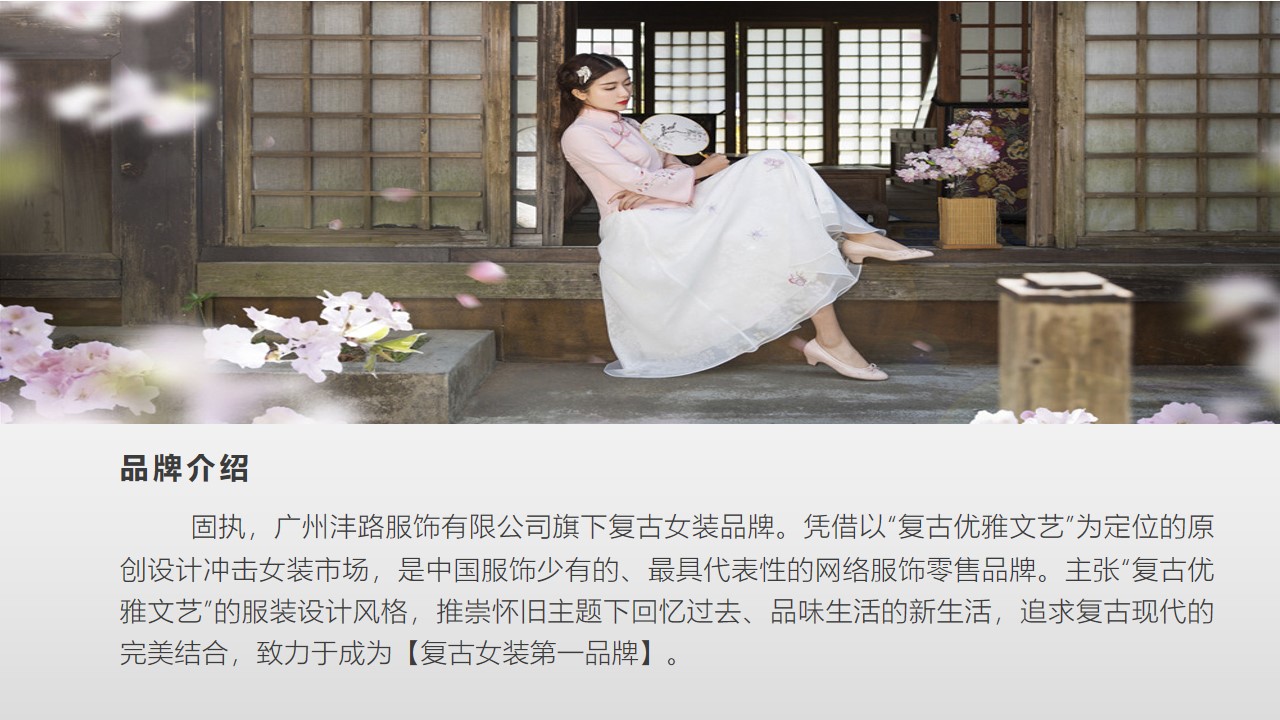 品牌介绍
固执，广州沣路服饰有限公司旗下复古女装品牌。凭借以“复古优雅文艺”为定位的原
创设计冲击女装市场，是中国服饰少有的、最具代表性的网络服饰零售品牌。主张“复古优
雅文艺”的服装设计风格，推崇怀旧主题下回忆过去、品味生活的新生活，追求复古现代的
完美结合，致力于成为【复古女装第一品牌】。